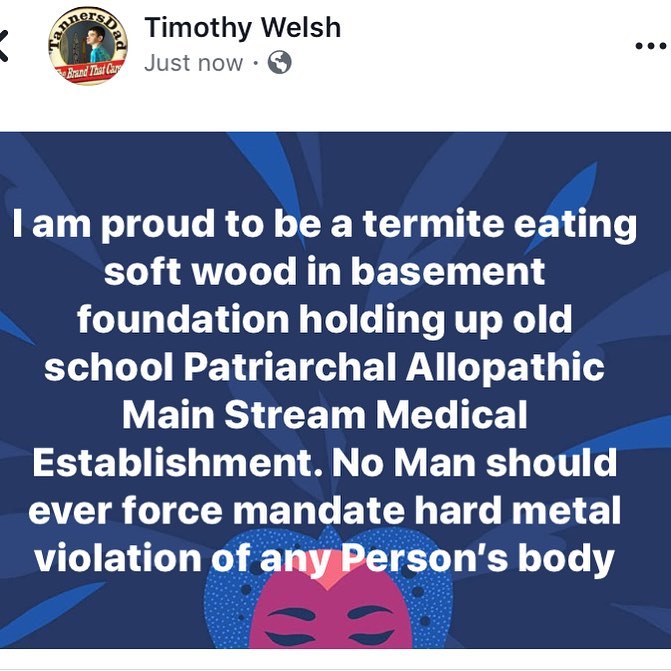 TannersDad
The Brand That Cares
Timothy Welsh
Just now ·
I am proud to be a termite eating
soft wood in basement
foundation holding up old
school Patriarchal Allopathic
Main Stream Medical
Establishment. No Man should
ever force mandate hard metal
violation of any Person's body